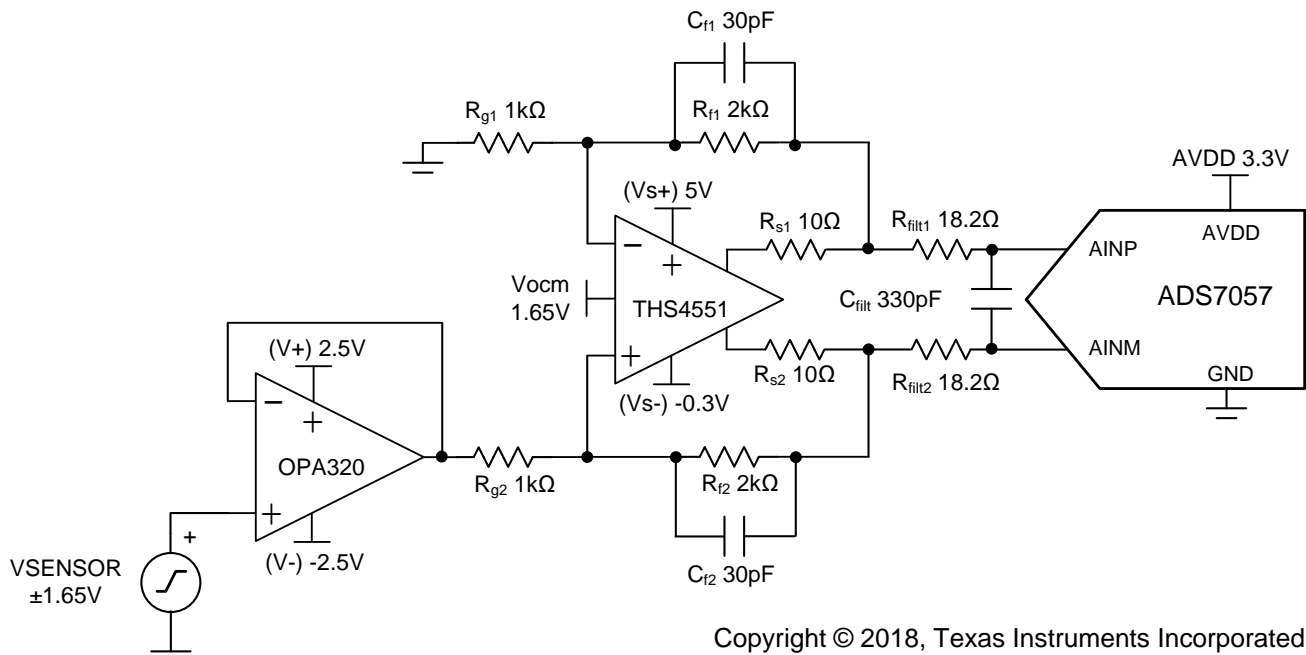 Cf1 30pF
Rg1 1kΩ
Rf1 2kΩ
AVDD 3.3V
(Vs+) 5V
Rs1 10Ω
Rfilt1 18.2Ω
AVDD
−
+
AINP
Vocm
1.65V
THS4551
Cfilt 330pF
ADS7057
+
AINM
(V+) 2.5V
Rs2 10Ω
Rfilt2 18.2Ω
GND
(Vs-) -0.3V
−
+
OPA320
Rg2 1kΩ
Rf2 2kΩ
+
+
(V-) -2.5V
VSENSOR
±1.65V
Cf2 30pF
Copyright © 2018, Texas Instruments Incorporated